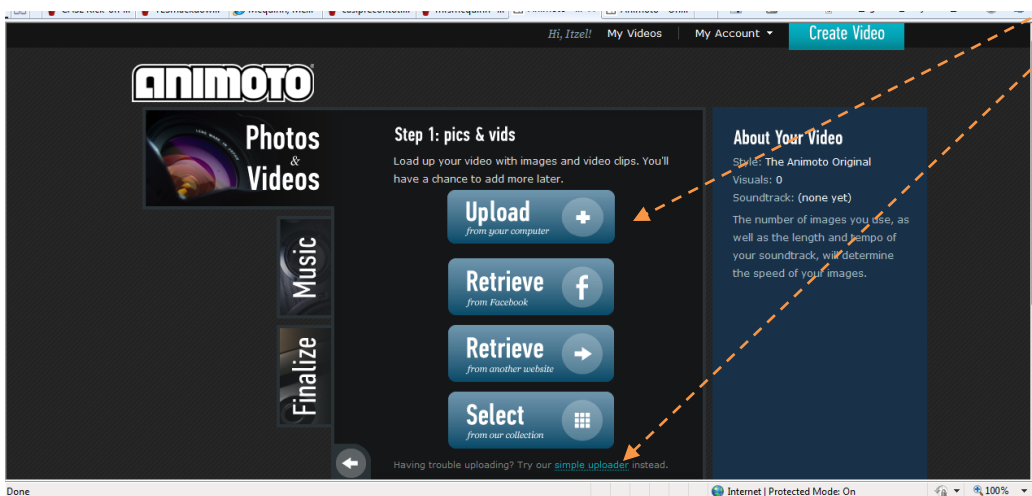 Hi, Itzel! My Videos My Account Create Video
animoto
Photos
&
Videos
Music
Finalize
Step 1: pics & vids
Load up your video with images and video clips. You'll
have a chance to add more later.
Upload
from your computer
Retrieve
from Facebook
Retrieve
from another website
Select
from our collection
Having trouble uploading? Try our simple uploader instead.
About Your Video
Style: The Animoto Original
Visuals: 0
Soundtrack: (none yet)
The number of images you use, as
well as the length and tempo of
your soundtrack, will determine
the speed of your images.
Done Internet | Protected Mode: On 100%